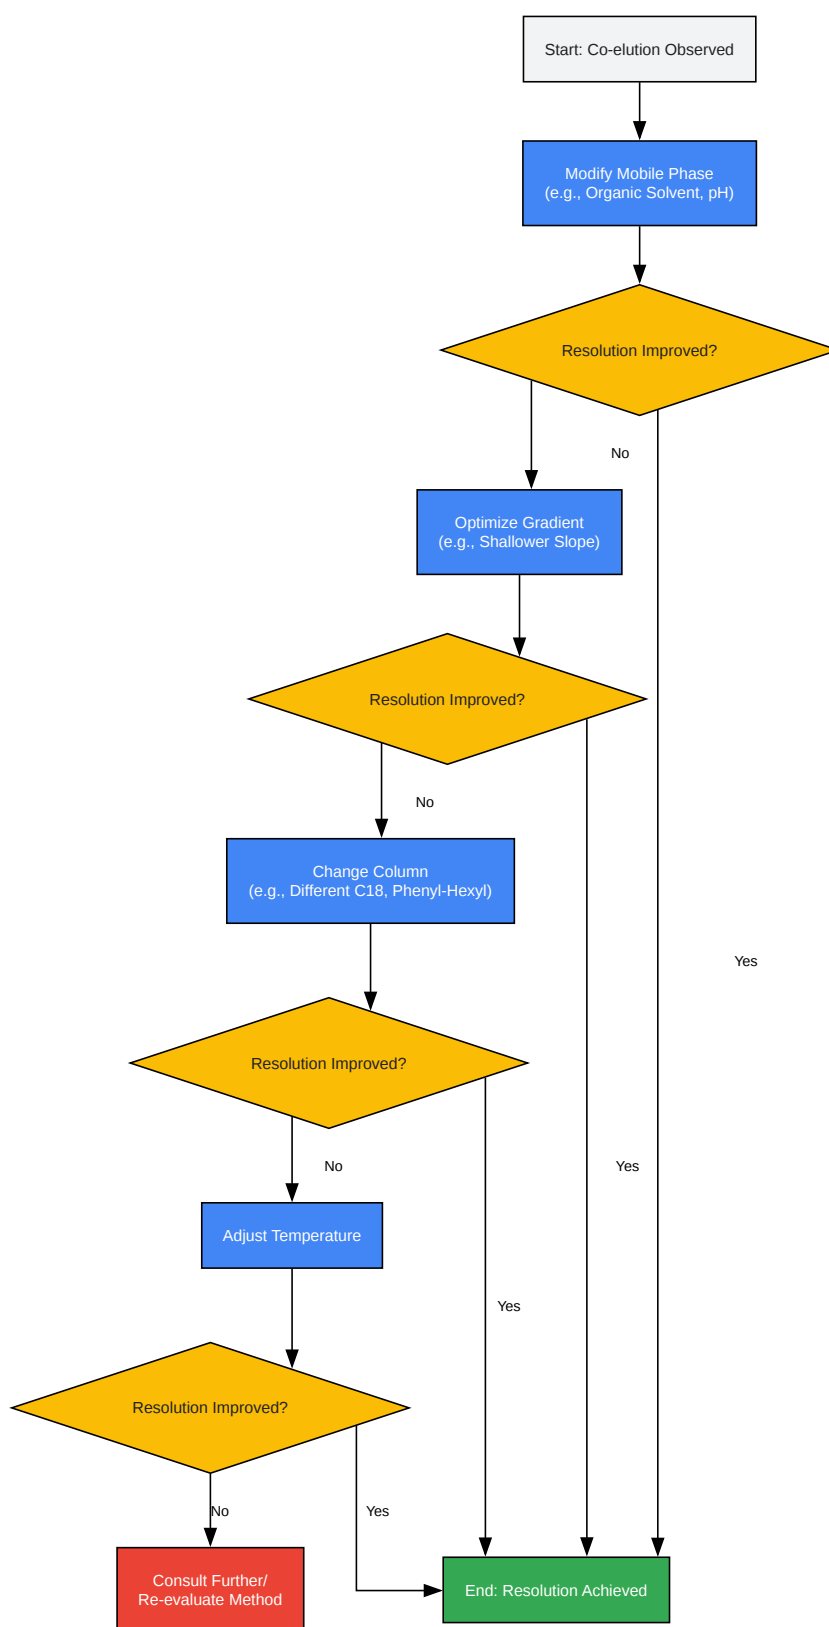 Start: Co-elution Observed
Modify Mobile Phase
(e.g., Organic Solvent, pH)
Resolution Improved?
No
Optimize Gradient
(e.g., Shallower Slope)
Resolution Improved?
No
Change Column
(e.g., Different C18, Phenyl-Hexyl)
Yes
Resolution Improved?
No
Yes
Adjust Temperature
Yes
Resolution Improved?
No
Yes
Consult Further/
Re-evaluate Method
End: Resolution Achieved